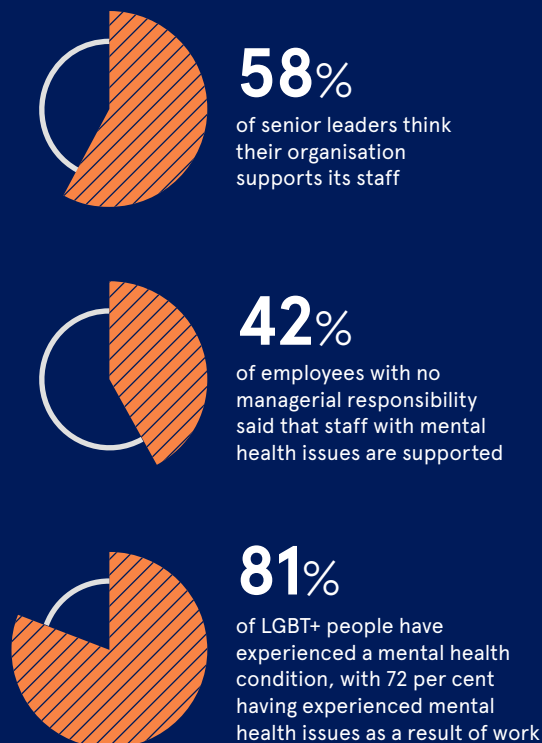 58%
of senior leaders think
their organisation
supports its staff
42%
of employees with no
managerial responsibility
said that staff with mental
health issues are supported
81%
of LGBT+ people have
experienced a mental health
condition, with 72 per cent
having experienced mental
health issues as a result of work